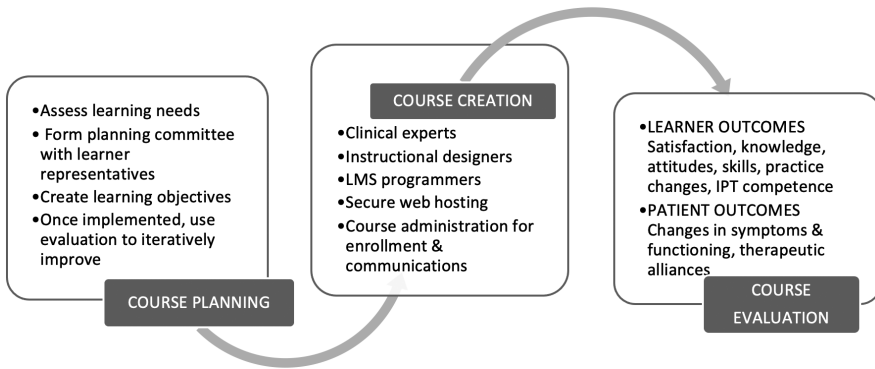 •Assess learning needs
• Form planning committee
with learner
representatives
•Create learning objectives
•Once implemented, use
evaluation to iteratively
improve
COURSE PLANNING
COURSE CREATION
•Clinical experts
•Instructional designers
•LMS programmers
•Secure web hosting
•Course administration for
enrollment &
communications
•LEARNER OUTCOMES
Satisfaction, knowledge,
attitudes, skills, practice
changes, IPT competence
•PATIENT OUTCOMES
Changes in symptoms &
functioning, therapeutic
alliances
COURSE
EVALUATION